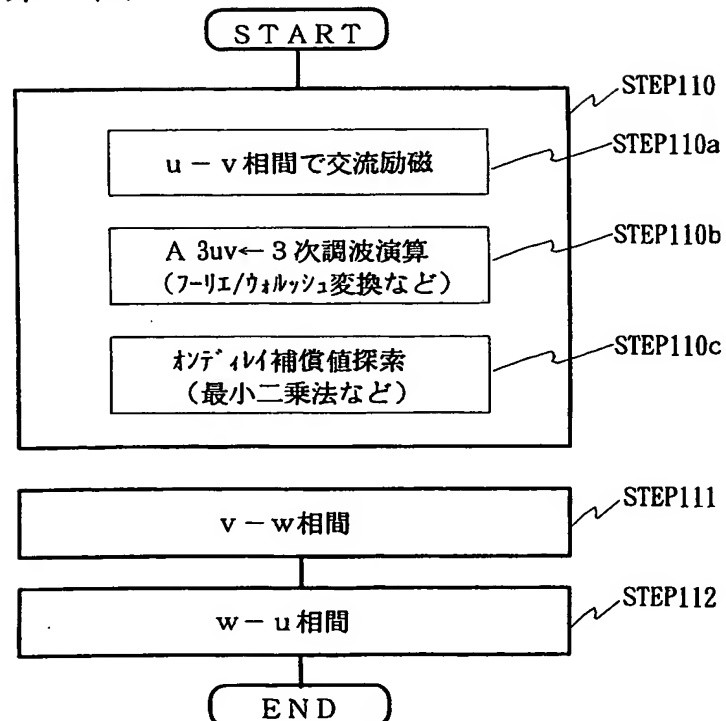 START
STEP110
u－v相間で交流励磁
STEP110a
A 3uv←3次調波演算
(ﾌｰﾘｴ/ｳｫﾙｯｼｭ変換など)
STEP110b
ｵﾝﾃﾞｨﾚｲ補償値探索
(最小二乗法など)
STEP110c
v－w相間
STEP111
w－u相間
STEP112
END